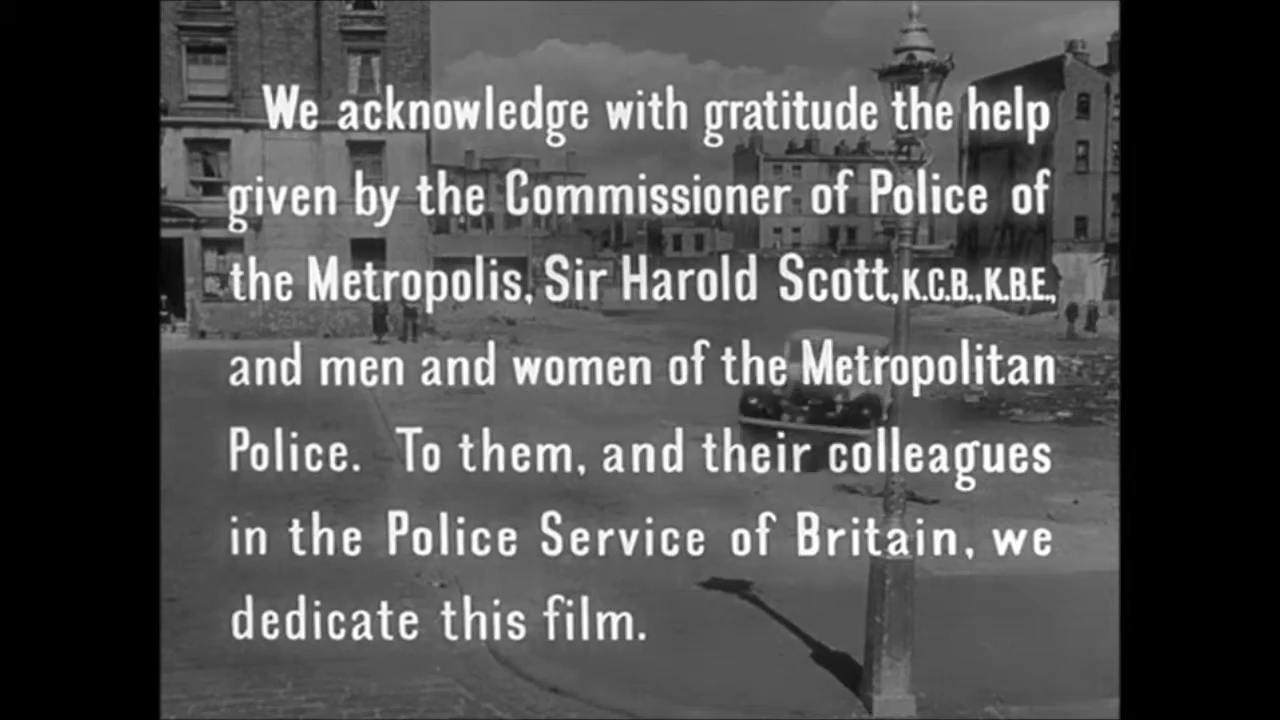 We acknowledge with gratitude the help
given by the Commissioner of Police of
the Metropolis, Sir Harold Scott, K.C.B., K.B.E.,
and men and women of the Metropolitan
Police. To them, and their colleagues
in the Police Service of Britain, we
dedicate this film.